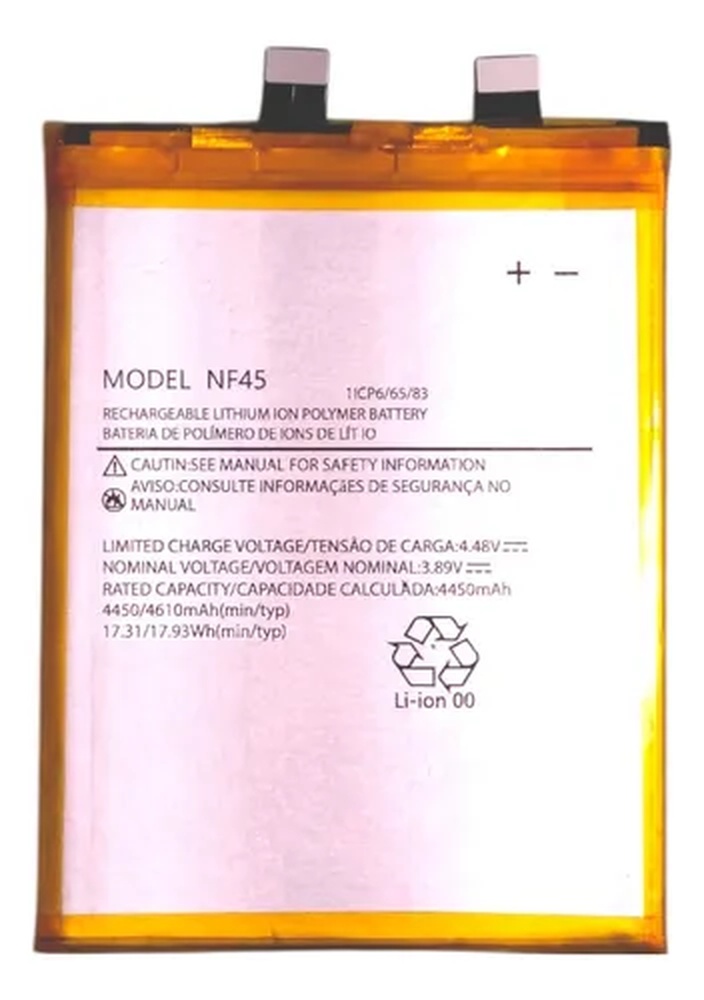 + −
MODEL NF45
1ICP6/65/83
RECHARGEABLE LITHIUM ION POLYMER BATTERY
BATERIA DE POLÍMERO DE IONS DE LÍT IO
CAUTIN:SEE MANUAL FOR SAFETY INFORMATION
AVISO:CONSULTE INFORMAÇãES DE SEGURANÇA NO
MANUAL
LIMITED CHARGE VOLTAGE/TENSÃO DE CARGA:4.48V⎓
NOMINAL VOLTAGE/VOLTAGEM NOMINAL:3.89V⎓
RATED CAPACITY/CAPACIDADE CALCULÀDA:4450mAh
4450/4610mAh(min/typ)
17.31/17.93Wh(min/typ)
Li-ion 00